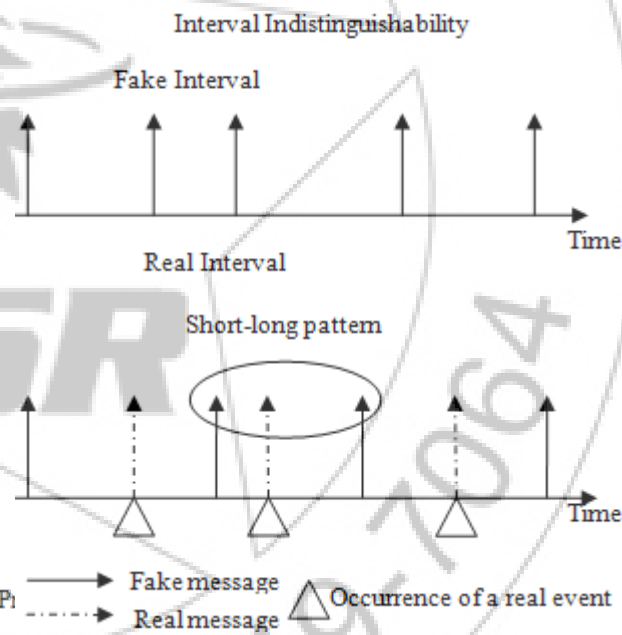 Interval Indistinguishability
Fake Interval
Time
Real Interval
Short-long pattern
Time
Fake message
Real message
Occurrence of a real event